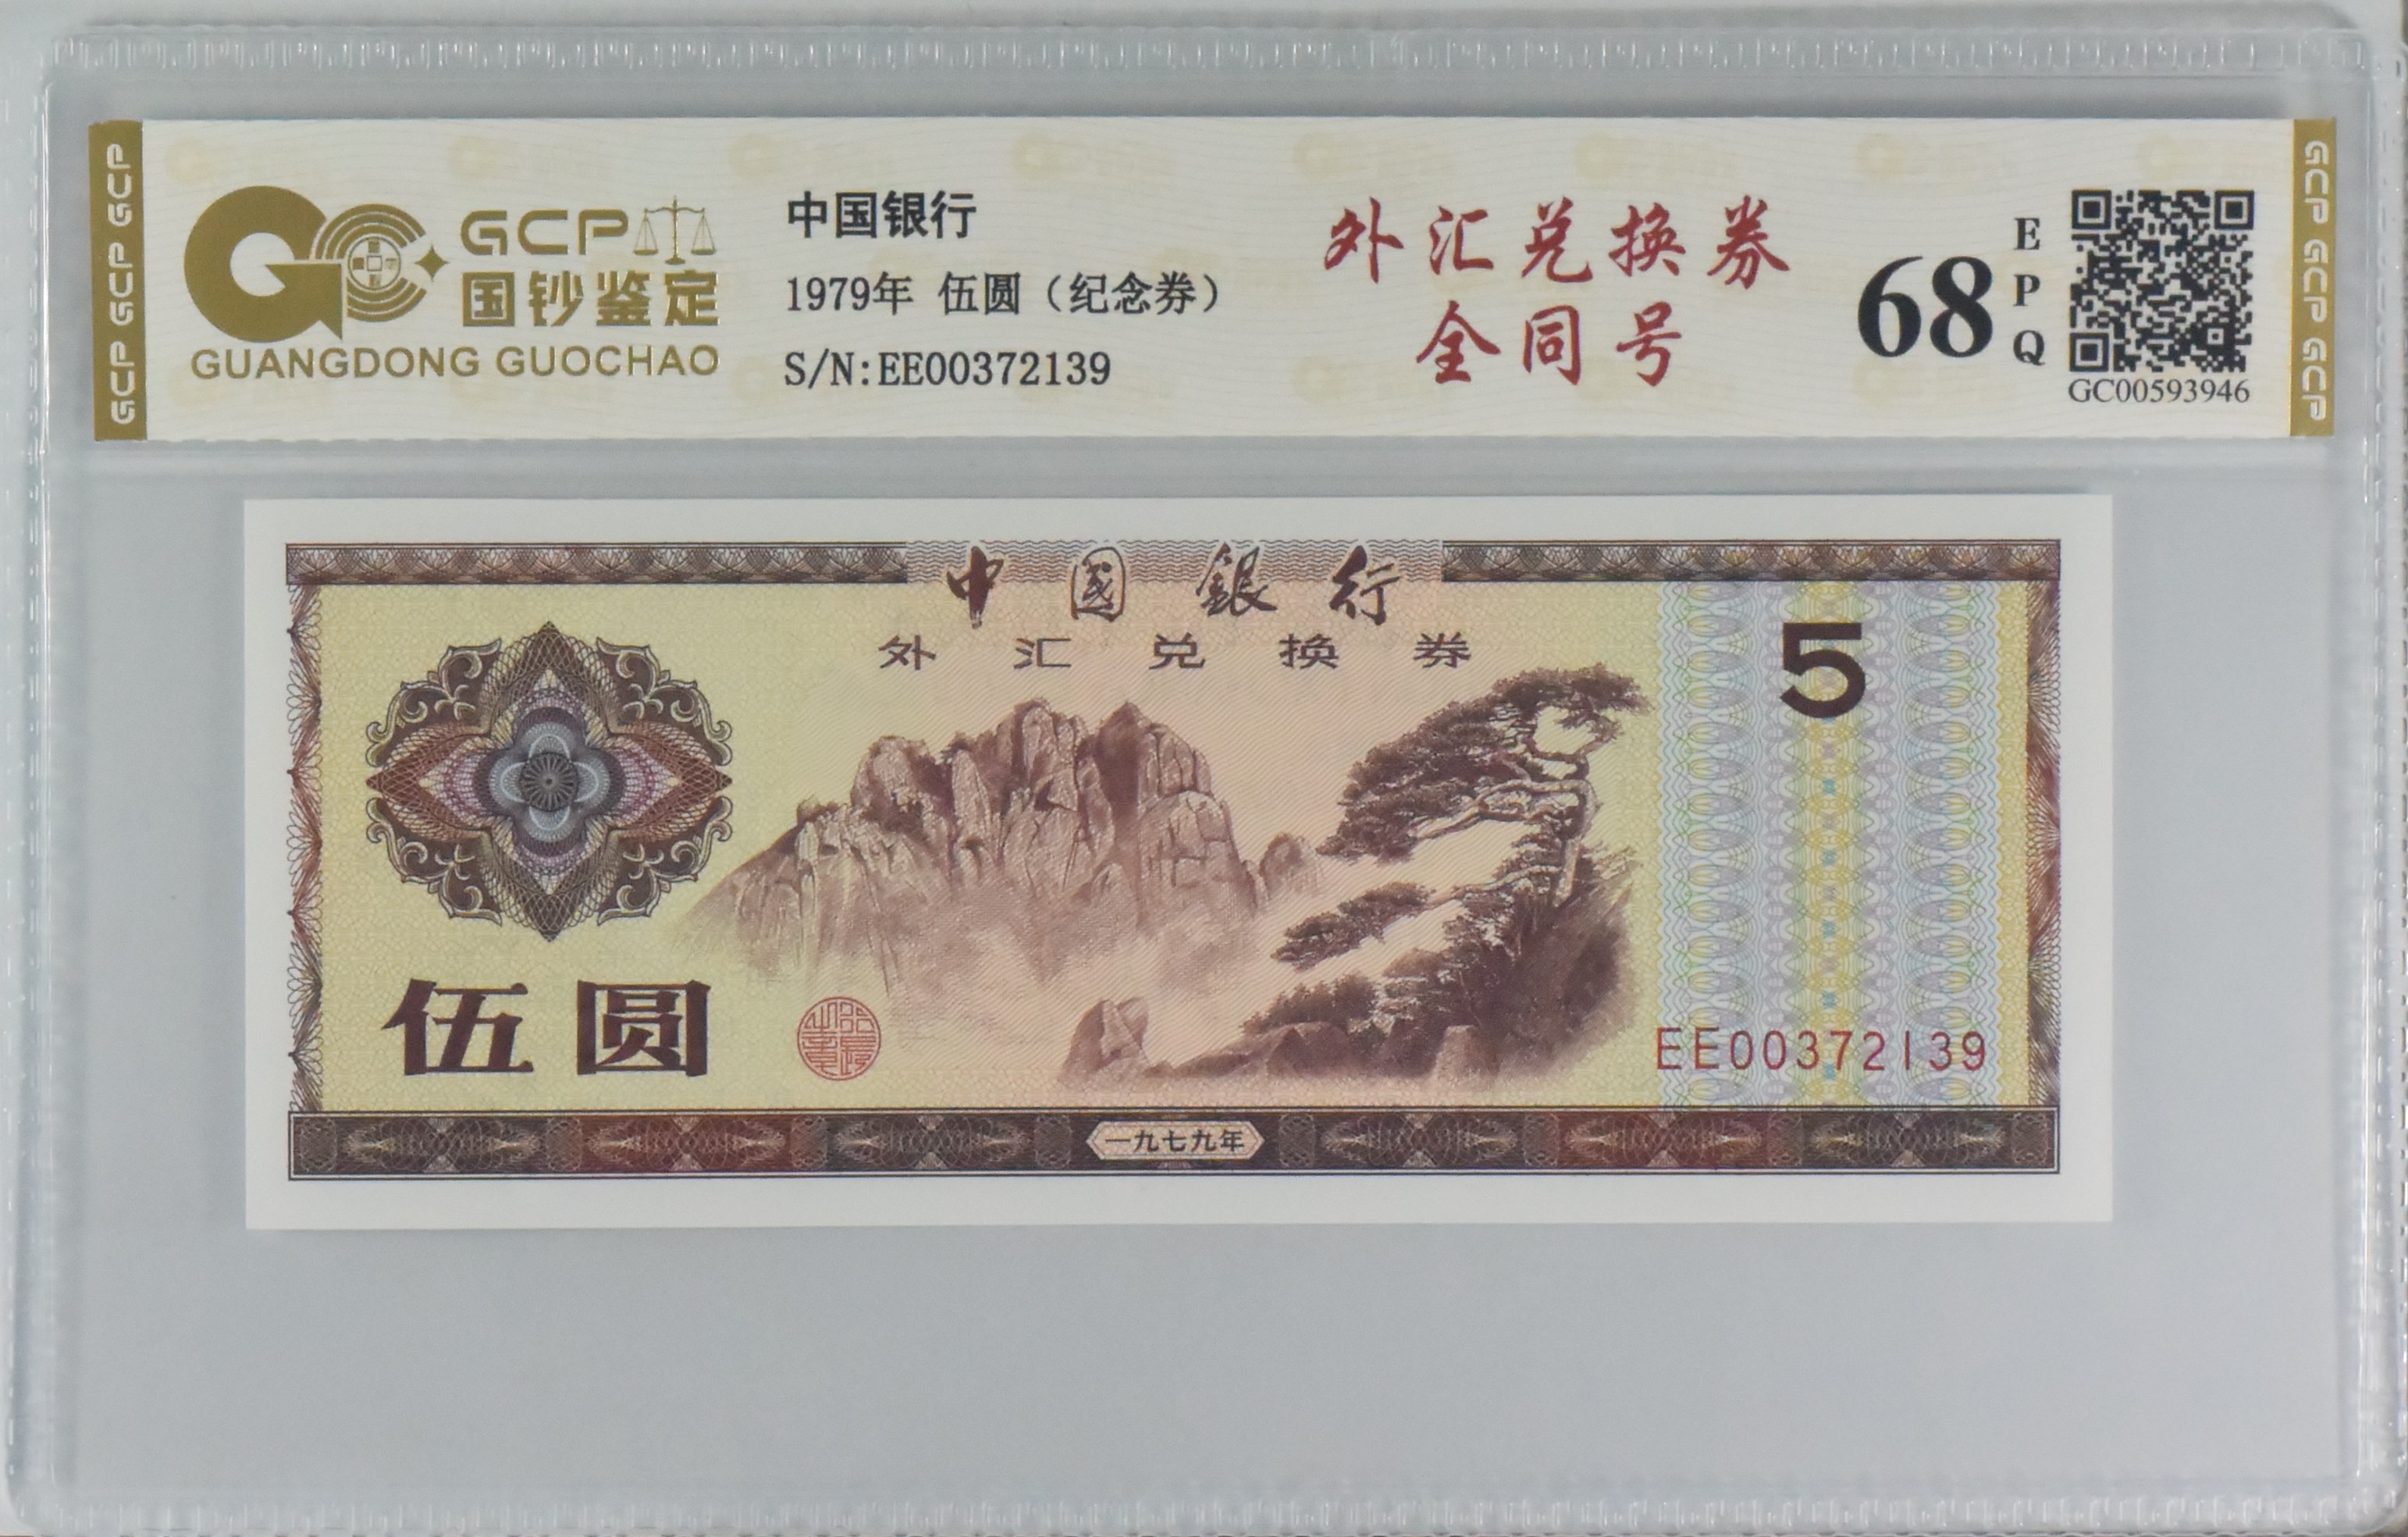 GCP GCP GCP
GCP
国钞鉴定
GUANGDONG GUOCHAO
中国银行
1979年 伍圆（纪念券）
S/N:EE00372139
外汇兑换券
全同号
68
E
P
Q
GC00593946
GCP GCP GCP
中國銀行
外汇兑换券
5
伍圆
EE00372139
一九七九年